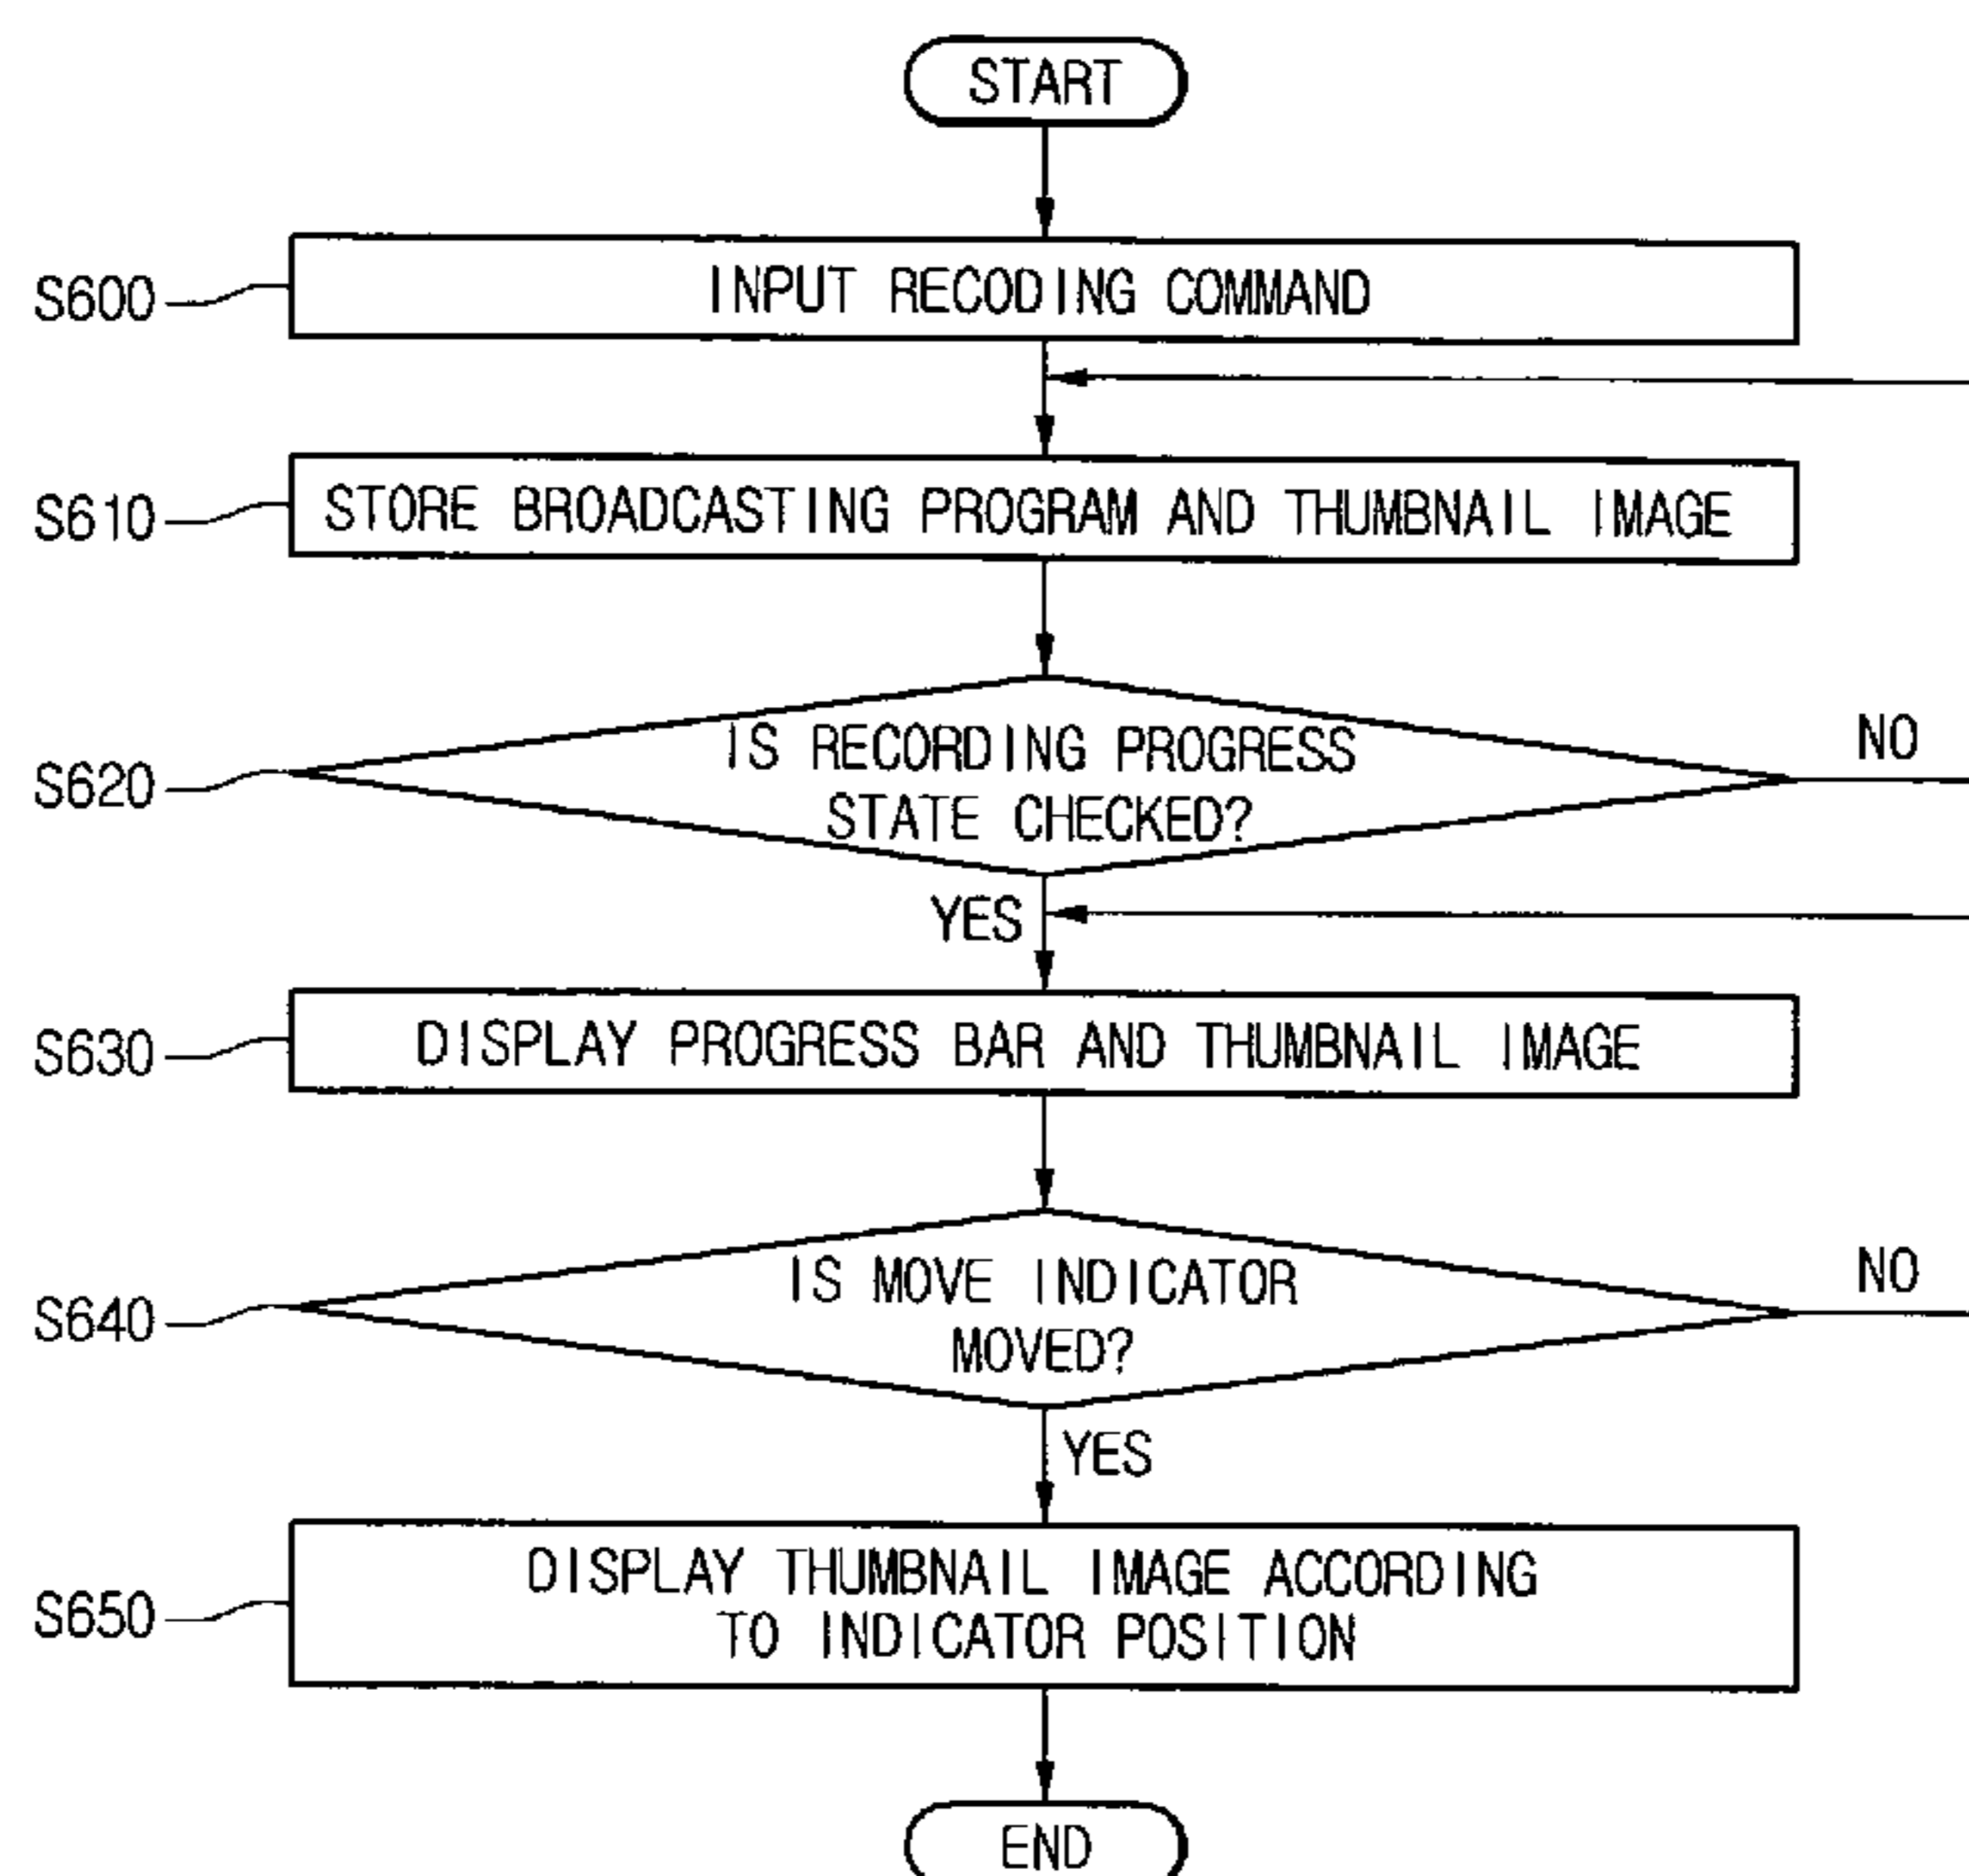 START
S600
INPUT RECODING COMMAND
S610
STORE BROADCASTING PROGRAM AND THUMBNAIL IMAGE
S620
IS RECORDING PROGRESS
STATE CHECKED?
NO
YES
S630
DISPLAY PROGRESS BAR AND THUMBNAIL IMAGE
S640
IS MOVE INDICATOR
MOVED?
NO
YES
S650
DISPLAY THUMBNAIL IMAGE ACCORDING
TO INDICATOR POSITION
END